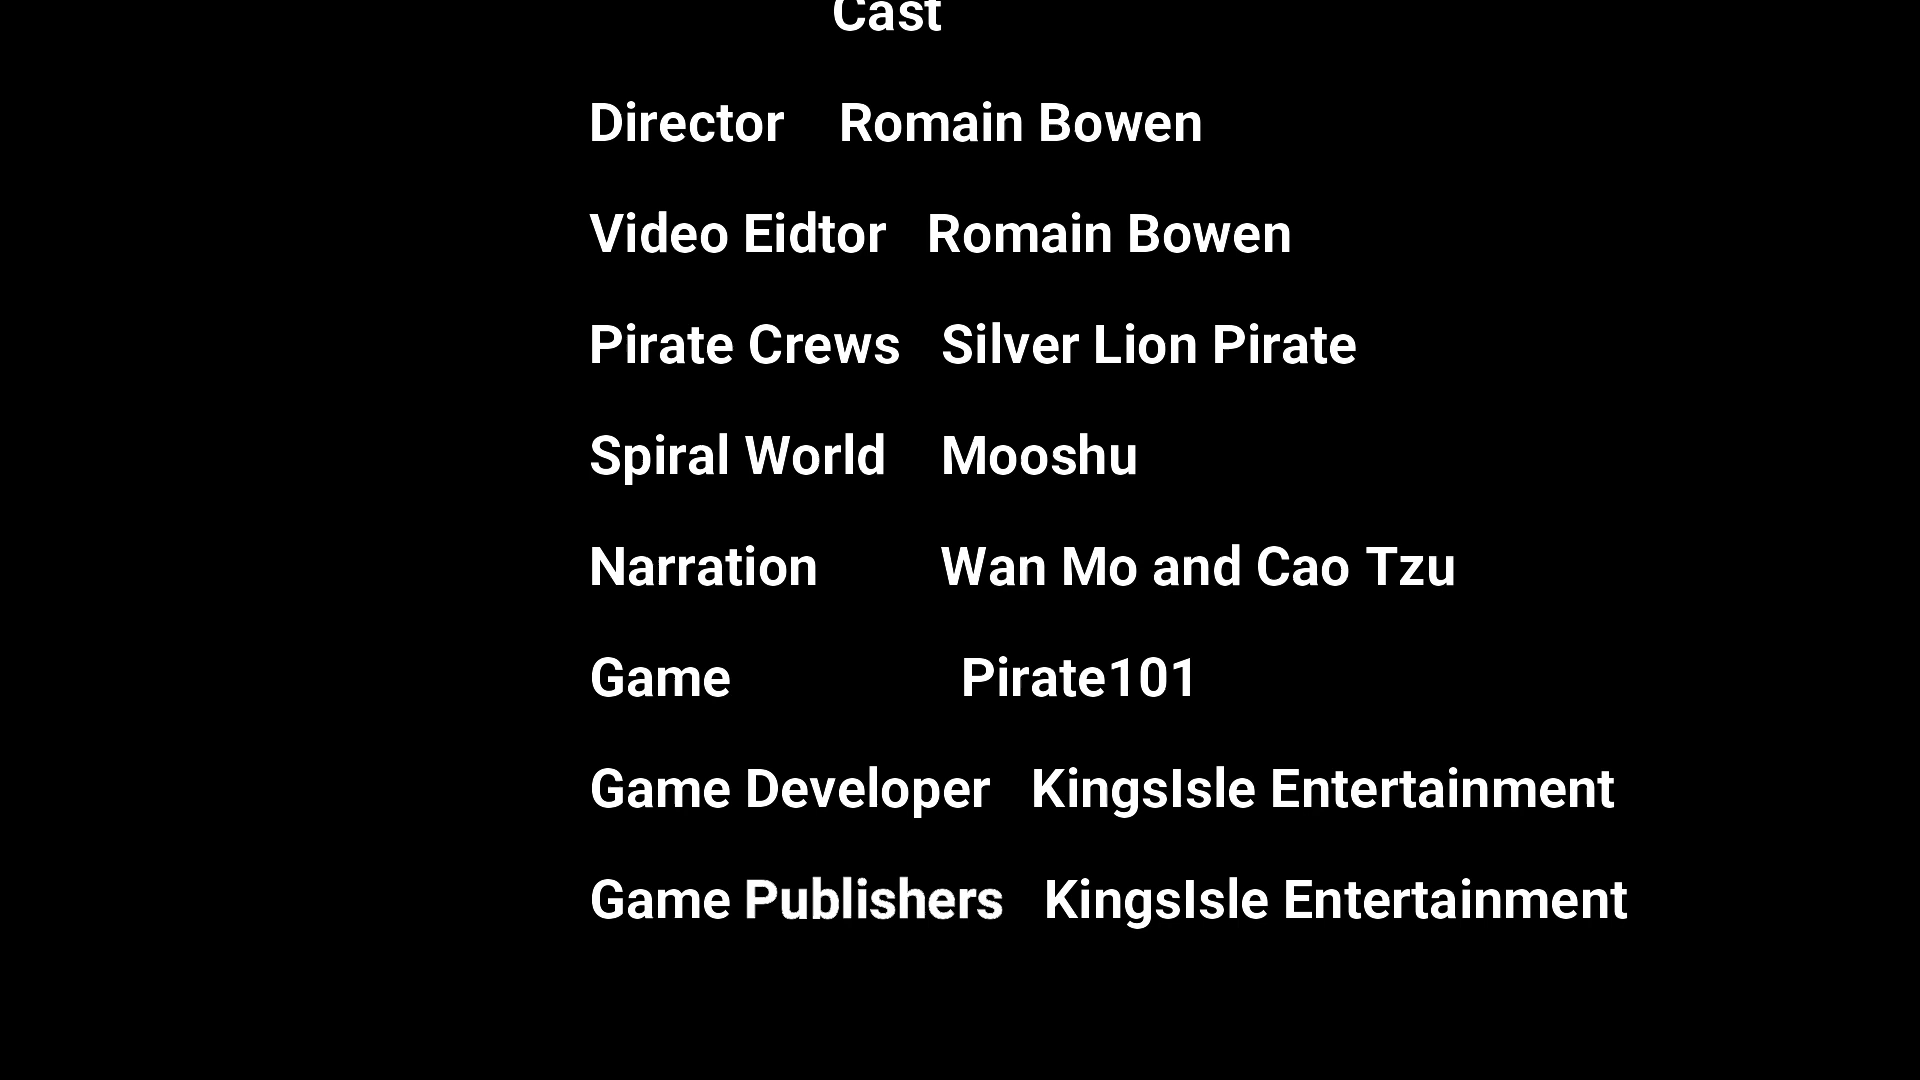 Cast
Director Romain Bowen
Video Eidtor Romain Bowen
Pirate Crews Silver Lion Pirate
Spiral World Mooshu
Narration Wan Mo and Cao Tzu
Game Pirate101
Game Developer KingsIsle Entertainment
Game Publishers KingsIsle Entertainment